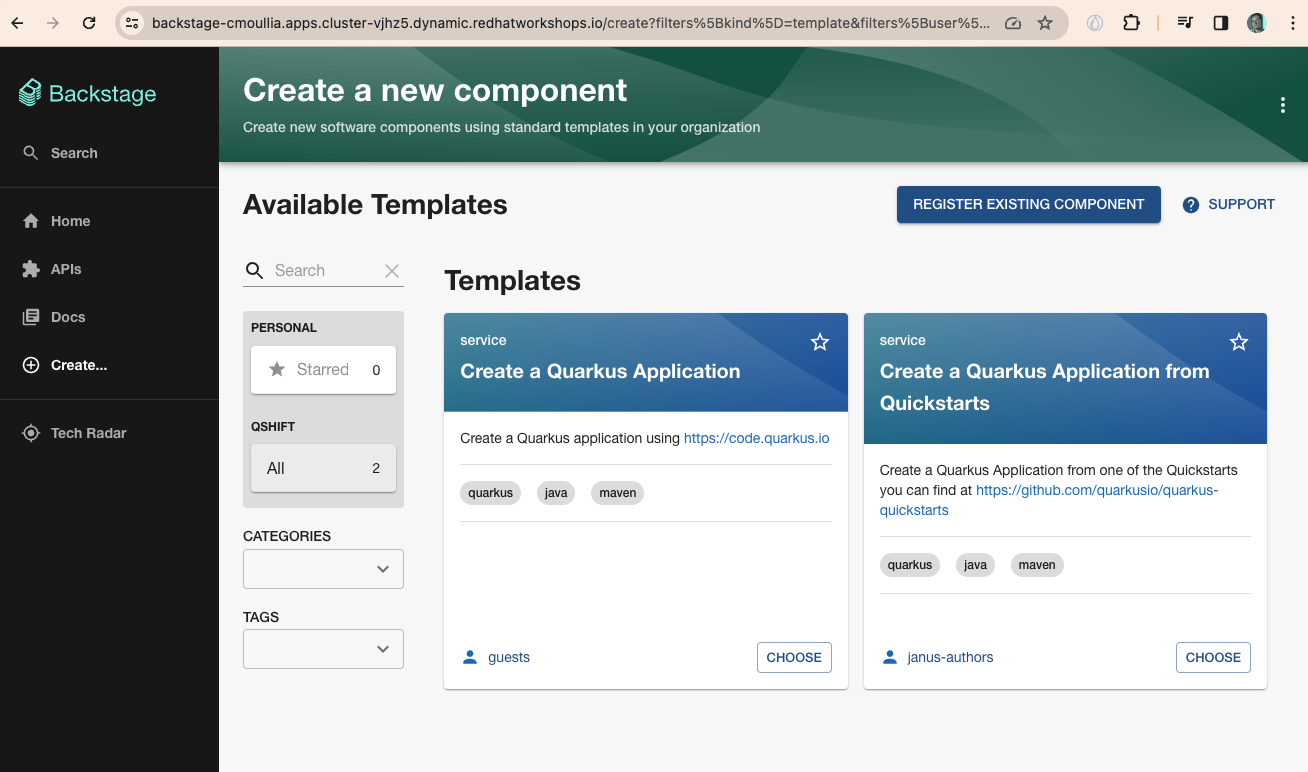 backstage-cmoullia.apps.cluster-vjhz5.dynamic.redhatworkshops.io/create?filters%5Bkind%5D=template&filters%5Buser%5...
Backstage
Search
Home
APIs
Docs
Create...
Tech Radar
Create a new component
Create new software components using standard templates in your organization
Available Templates
REGISTER EXISTING COMPONENT
SUPPORT
Search
PERSONAL
Starred 0
QSHIFT
All 2
CATEGORIES
TAGS
Templates
service
Create a Quarkus Application
Create a Quarkus application using https://code.quarkus.io
quarkus java maven
guests
CHOOSE
service
Create a Quarkus Application from
Quickstarts
Create a Quarkus Application from one of the Quickstarts
you can find at https://github.com/quarkusio/quarkus-
quickstarts
quarkus java maven
janus-authors
CHOOSE